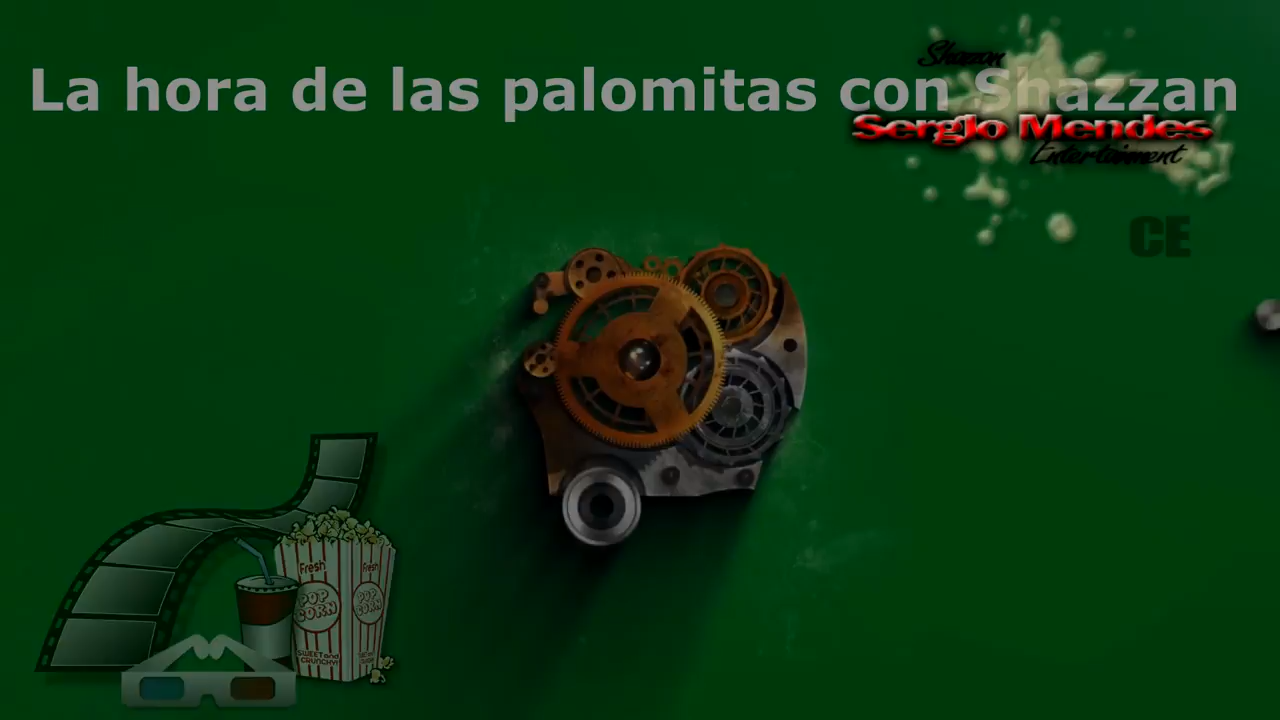 La hora de las palomitas con Shazzan
Shazzan
Sergio Mendes
Entertainment
CE
Fresh
Fresh
POP
CORN
POP
CORN
SWEET and
CRUNCHY!